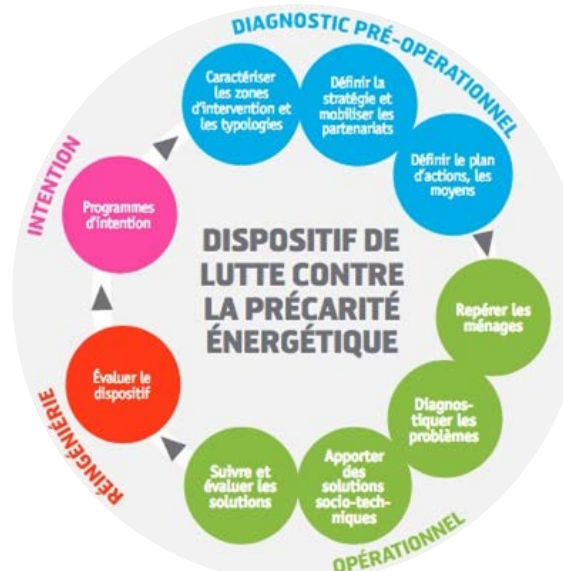 DIAGNOSTIC PRÉ-OPERATIONNEL
Caractériser
les zones
d'intervention et
les typologies
Définir la
stratégie et
mobiliser les
partenariats
Définir le plan
d'actions, les
moyens
INTENTION
Programmes
d'intention
DISPOSITIF DE
LUTTE CONTRE
LA PRÉCARITÉ
ÉNERGÉTIQUE
Repérer les
ménages
Diagnos-
tiquer les
problèmes
Apporter
des
solutions
socio-tech-
niques
Suivre et
évaluer les
solutions
OPÉRATIONNEL
Évaluer le
dispositif
RÉINGÉNIÉRIE